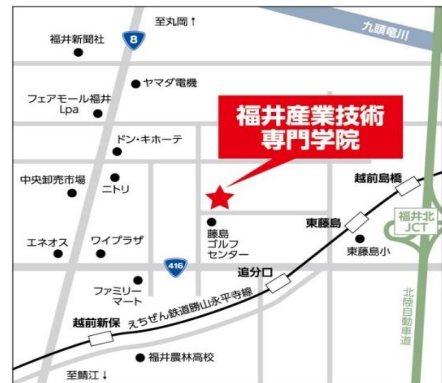 至丸岡↑
九頭竜川
福井新聞社
8
ヤマダ電機
フェアモール福井
Lpa
福井産業技術
専門学院
ドン・キホーテ
中央卸売市場
ニトリ
越前島橋
東藤島
福井北
JCT
藤島
ゴルフ
センター
東藤島小
エネオス
ワイプラザ
416
追分口
ファミリー
マート
えちぜん鉄道勝山永平寺線
北陸自動車道
越前新保
福井農林高校
至鯖江↓